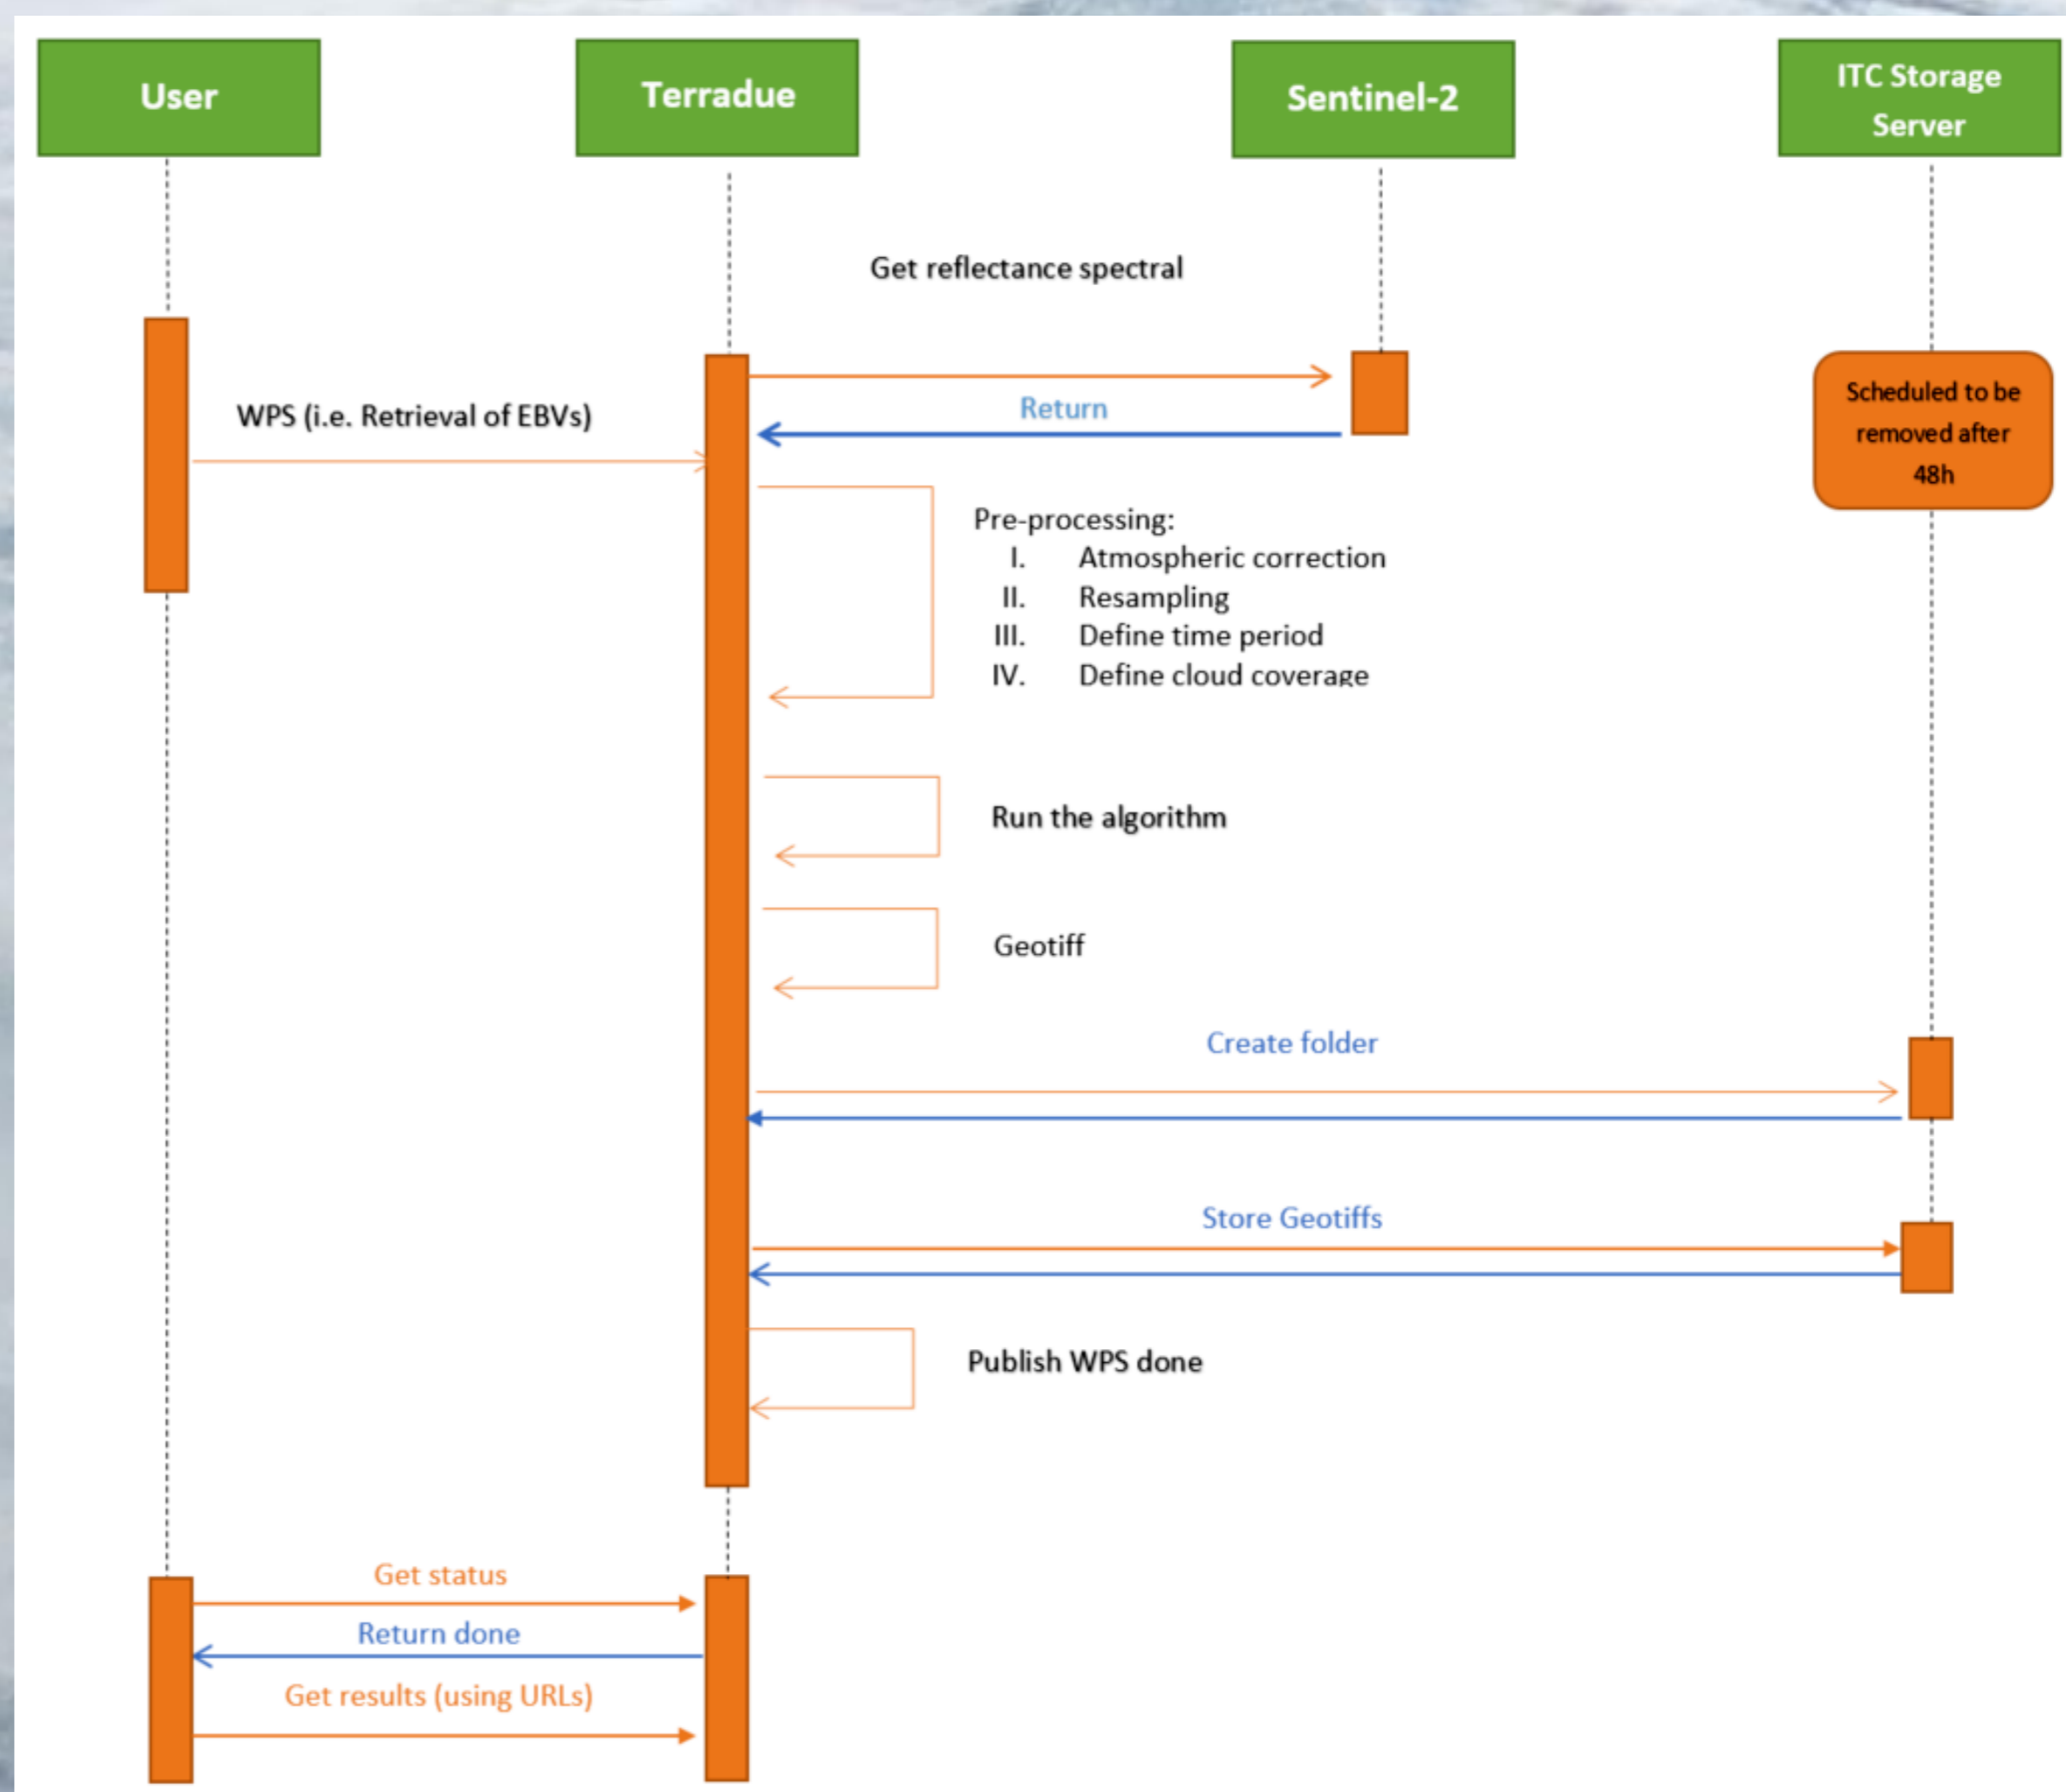 User
Terradue
Sentinel-2
ITC Storage
Server
Get reflectance spectral
Scheduled to be
removed after
48h
Return
WPS (i.e. Retrieval of EBVs)
Pre-processing:
I. Atmospheric correction
II. Resampling
III. Define time period
IV. Define cloud coverage
Run the algorithm
Geotiff
Create folder
Store Geotiffs
Publish WPS done
Get status
Return done
Get results (using URLs)